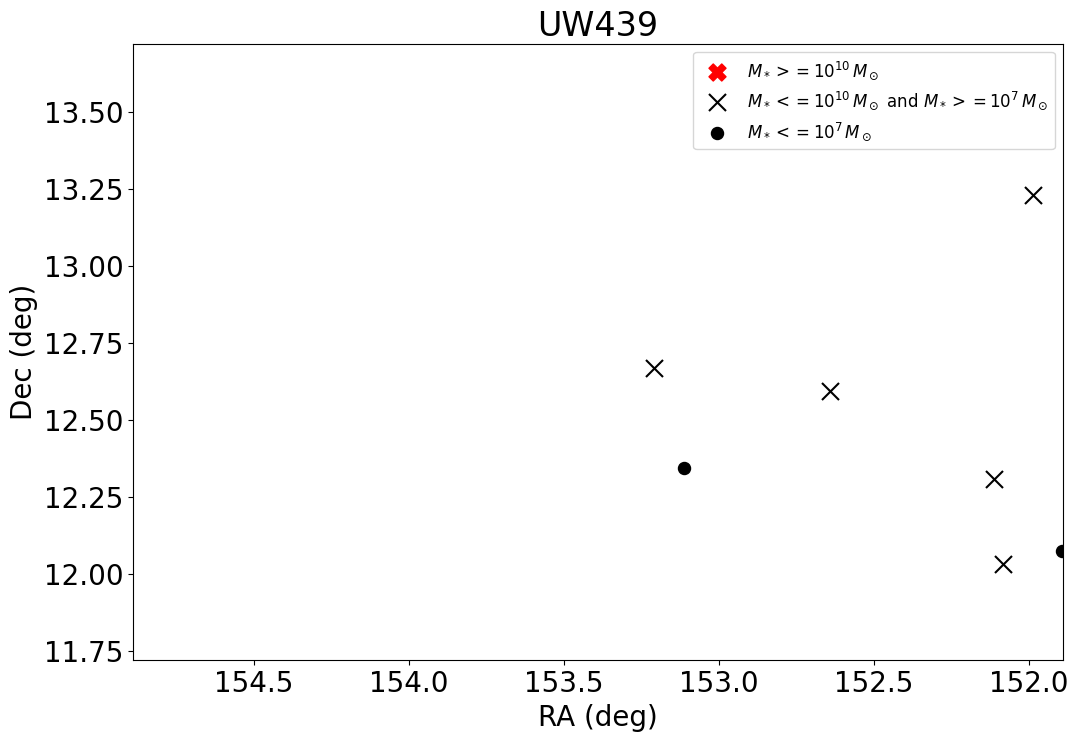 UW439
M* >= 10^10 M⊙
M* <= 10^10 M⊙ and M* >= 10^7 M⊙
M* <= 10^7 M⊙
13.50
13.25
13.00
12.75
12.50
12.25
12.00
11.75
Dec (deg)
154.5 154.0 153.5 153.0 152.5 152.0
RA (deg)